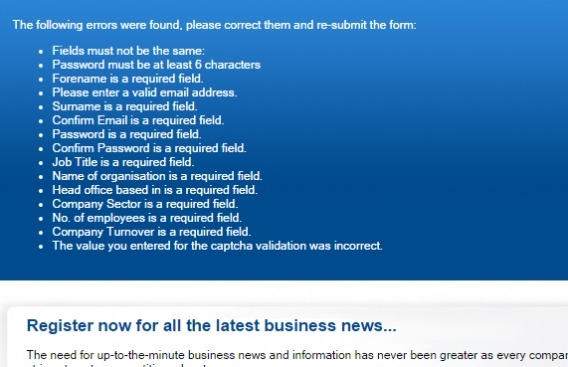 The following errors were found, please correct them and re-submit the form:
Fields must not be the same:
Password must be at least 6 characters
Forename is a required field.
Please enter a valid email address.
Surname is a required field.
Confirm Email is a required field.
Password is a required field.
Confirm Password is a required field.
Job Title is a required field.
Name of organisation is a required field.
Head office based in is a required field.
Company Sector is a required field.
No. of employees is a required field.
Company Turnover is a required field.
The value you entered for the captcha validation was incorrect.
Register now for all the latest business news...
The need for up-to-the-minute business news and information has never been greater as every